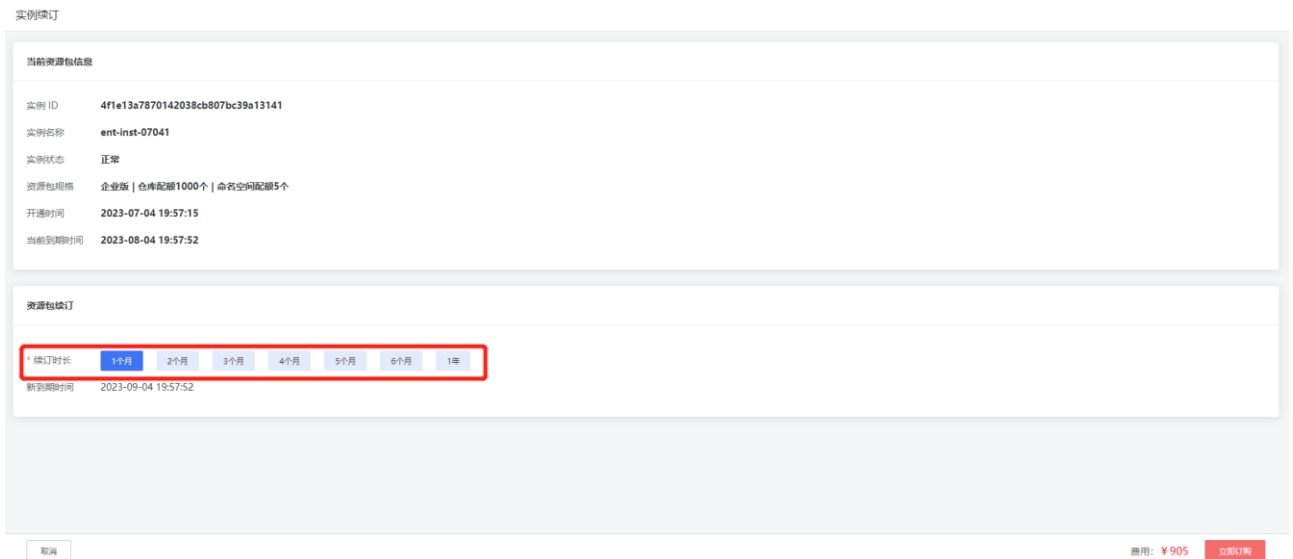 实例续订
当前资源包信息
实例 ID 4f1e13a7870142038cb807bc39a13141
实例名称 ent-inst-07041
实例状态 正常
资源包规格 企业版 | 仓库配额1000个 | 命名空间配额5个
开通时间 2023-07-04 19:57:15
当前到期时间 2023-08-04 19:57:52
资源包续订
* 续订时长 1个月 2个月 3个月 4个月 5个月 6个月 1年
新到期时间 2023-09-04 19:57:52
取消 费用: ¥905 立即订购